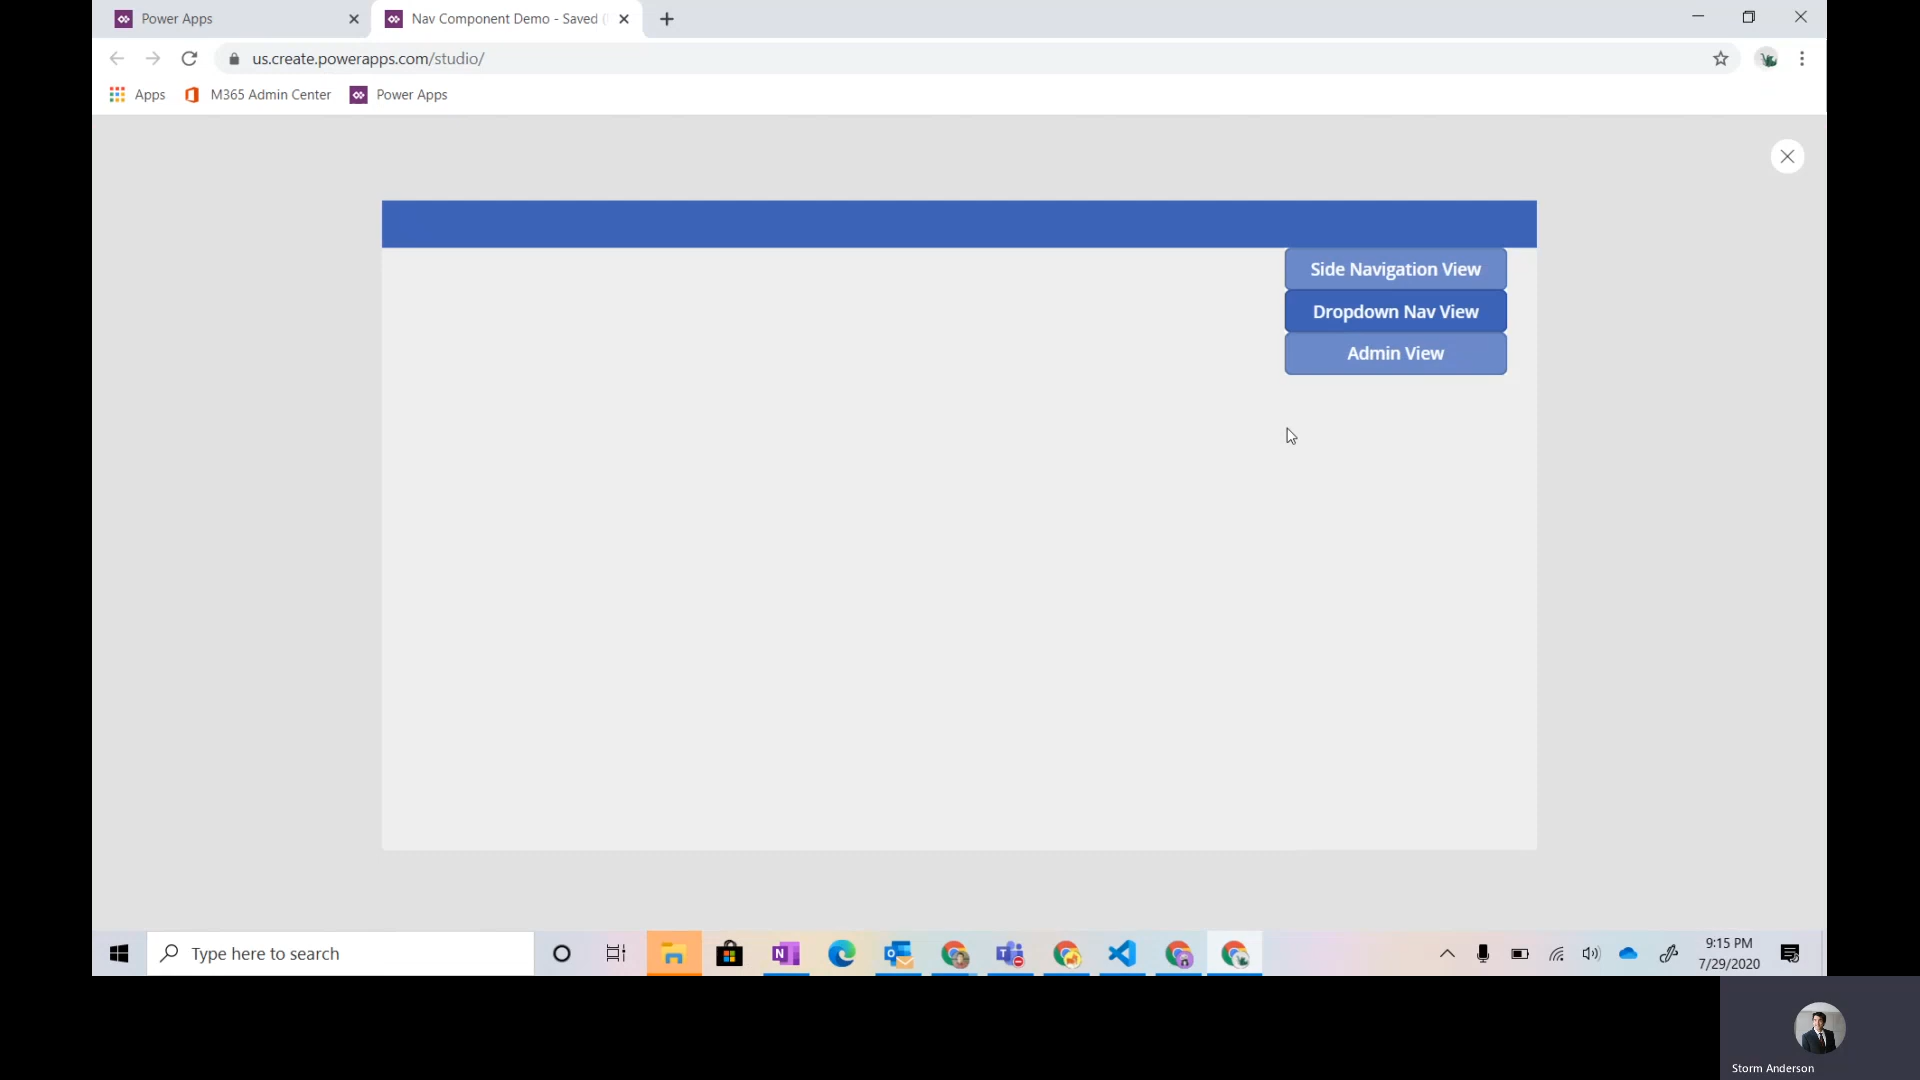 Power Apps
Nav Component Demo - Saved (
us.create.powerapps.com/studio/
Apps
M365 Admin Center
Power Apps
Side Navigation View
Dropdown Nav View
Admin View
Type here to search
9:15 PM
7/29/2020
Storm Anderson